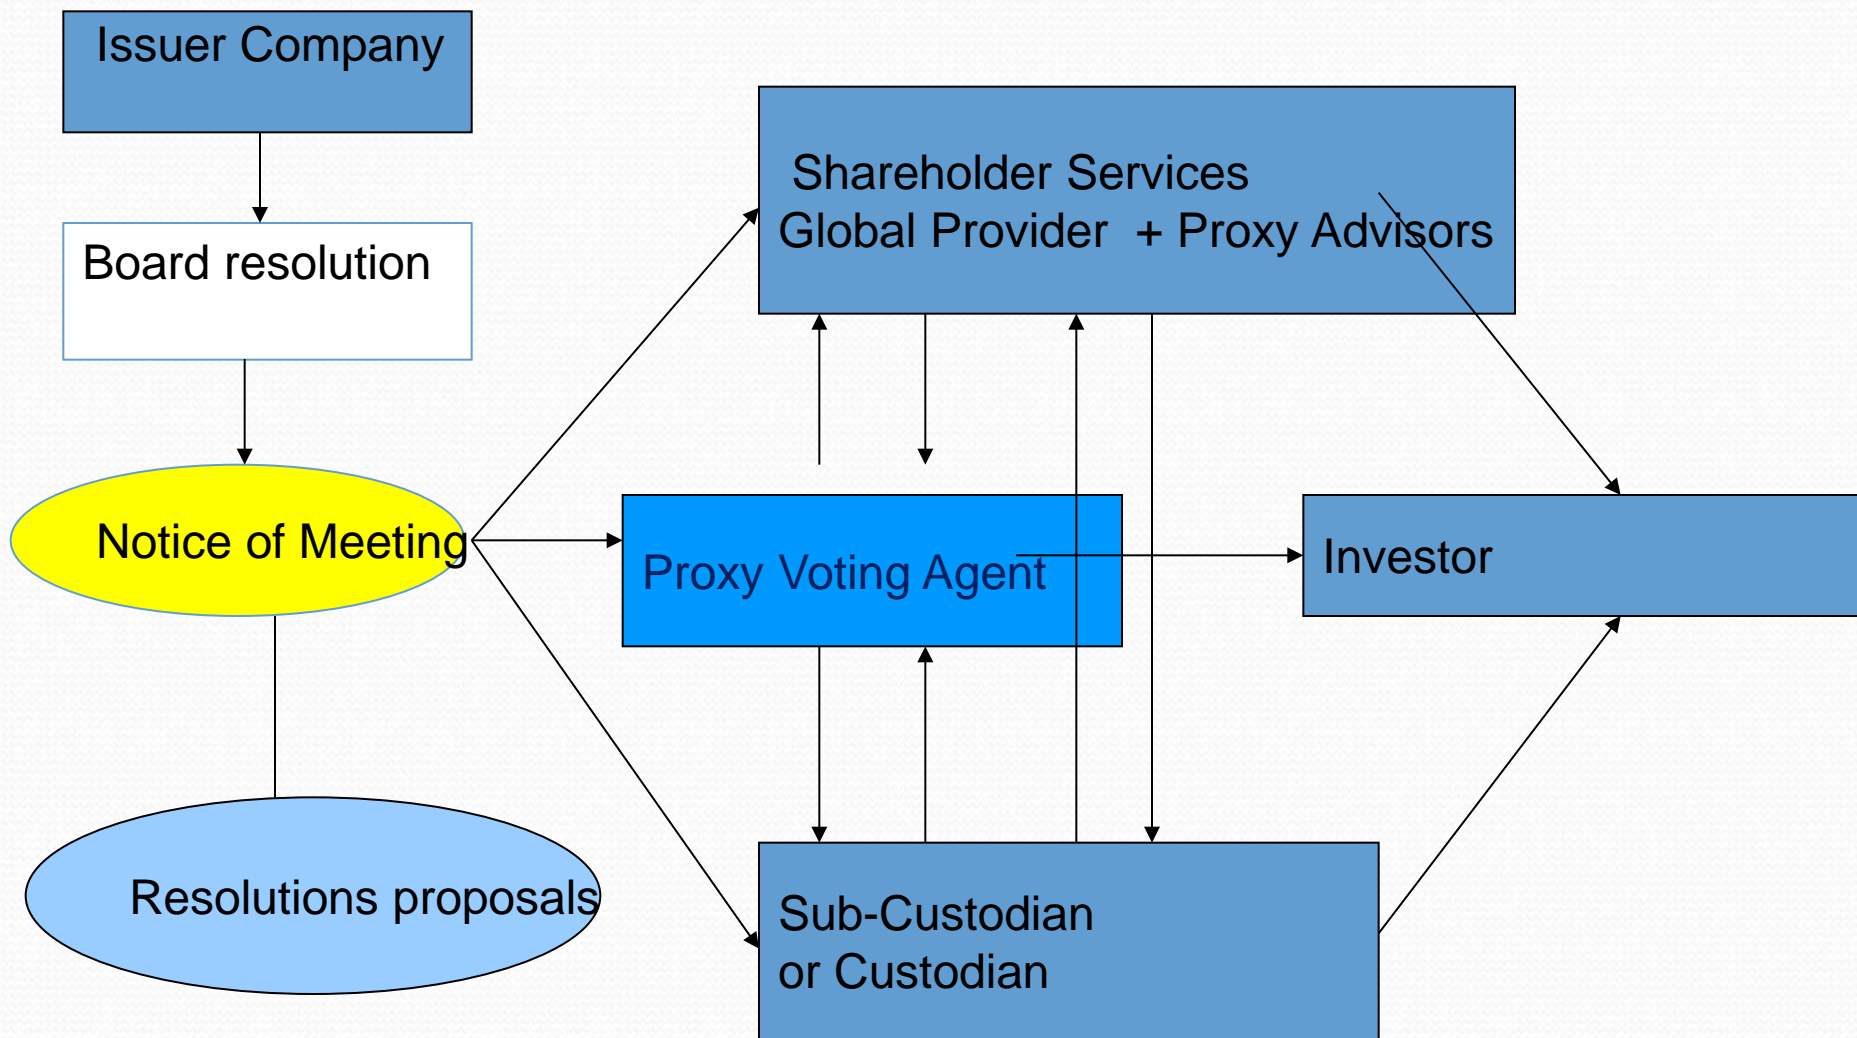 Issuer Company
Board resolution
Notice of Meeting
Resolutions proposals
Shareholder Services
Global Provider + Proxy Advisors
Proxy Voting Agent
Sub-Custodian
or Custodian
Investor